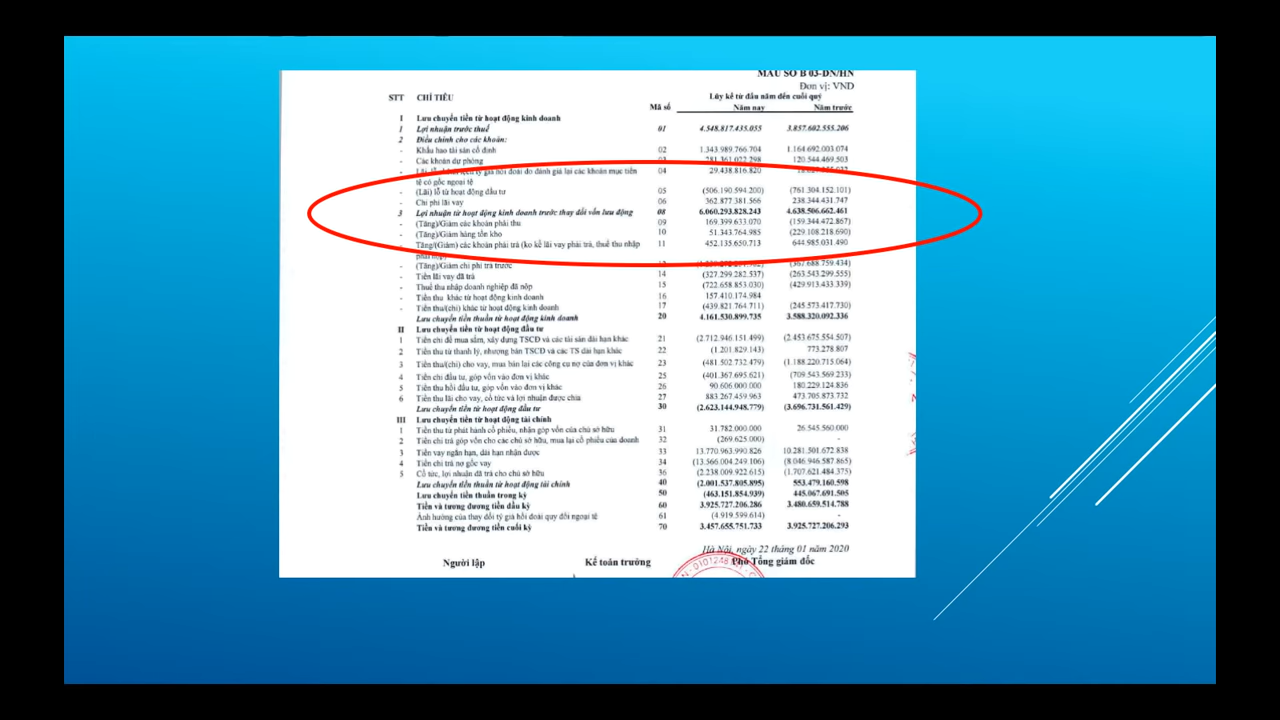 MẪU SỐ B 03-DN/HN
Đơn vị: VND
Lũy kế từ đầu năm đến cuối quý
STT CHỈ TIÊU Mã số Năm nay Năm trước
I Lưu chuyển tiền từ hoạt động kinh doanh
1 Lợi nhuận trước thuế 01 4.548.817.435.055 3.857.602.555.206
2 Điều chỉnh cho các khoản:
- Khấu hao tài sản cố định 02 1.343.989.766.704 1.164.692.003.074
- Các khoản dự phòng 03 281.361.022.298 120.544.469.503
- chênh lệch tỷ giá hối đoái do đánh giá lại các khoản mục tiền 04 29.438.816.820
tệ có gốc ngoại tệ
- (Lãi) lỗ từ hoạt động đầu tư 05 (506.190.594.200) (761.304.152.101)
- Chi phí lãi vay 06 362.877.381.566 238.344.431.747
3 Lợi nhuận từ hoạt động kinh doanh trước thay đổi vốn lưu động 08 6.060.293.828.243 4.638.506.662.461
- (Tăng)/Giảm các khoản phải thu 09 169.399.633.070 (159.344.472.867)
- (Tăng)/Giảm hàng tồn kho 10 51.343.764.985 (229.108.218.690)
- Tăng/(Giảm) các khoản phải trả (ko kể lãi vay phải trả, thuế thu nhập 11 452.135.650.713 644.985.031.490
- (Tăng)/Giảm chi phí trả trước (367.688.759.434)
- Tiền lãi vay đã trả 14 (327.299.282.537) (263.543.299.555)
- Thuế thu nhập doanh nghiệp đã nộp 15 (722.658.853.030) (429.913.433.339)
- Tiền thu khác từ hoạt động kinh doanh 16 157.410.174.984
- Tiền thu/(chi) khác từ hoạt động kinh doanh 17 (439.821.764.711) (245.573.417.730)
Lưu chuyển tiền thuần từ hoạt động kinh doanh 20 4.161.530.899.735 3.588.320.092.336
II Lưu chuyển tiền từ hoạt động đầu tư
1 Tiền chi để mua sắm, xây dựng TSCĐ và các tài sản dài hạn khác 21 (2.712.946.151.499) (2.453.675.554.507)
2 Tiền thu từ thanh lý, nhượng bán TSCĐ và các TS dài hạn khác 22 (1.201.829.143) 773.278.807
3 Tiền thu/(chi) cho vay, mua bán lại các công cụ nợ của đơn vị khác 23 (481.502.732.479) (1.188.220.715.064)
4 Tiền chi đầu tư, góp vốn vào đơn vị khác 25 (401.367.695.621) (709.543.569.233)
5 Tiền thu hồi đầu tư, góp vốn vào đơn vị khác 26 90.606.000.000 180.229.124.836
6 Tiền thu lãi cho vay, cổ tức và lợi nhuận được chia 27 883.267.459.963 473.705.873.732
Lưu chuyển tiền từ hoạt động đầu tư 30 (2.623.144.948.779) (3.696.731.561.429)
III Lưu chuyển tiền từ hoạt động tài chính
1 Tiền thu từ phát hành cổ phiếu, nhận góp vốn của chủ sở hữu 31 31.782.000.000 26.545.560.000
2 Tiền chi trả góp vốn cho các chủ sở hữu, mua lại cổ phiếu của doanh 32 (269.625.000) -
3 Tiền vay ngắn hạn, dài hạn nhận được 33 13.770.963.990.826 10.281.501.672.838
4 Tiền chi trả nợ gốc vay 34 (13.566.004.249.106) (8.046.946.587.865)
5 Cổ tức, lợi nhuận đã trả cho chủ sở hữu 36 (2.238.009.922.615) (1.707.621.484.375)
Lưu chuyển tiền thuần từ hoạt động tài chính 40 (2.001.537.805.895) 553.479.160.598
Lưu chuyển tiền thuần trong kỳ 50 (463.151.854.939) 445.067.691.505
Tiền và tương đương tiền đầu kỳ 60 3.925.727.206.286 3.480.659.514.788
Ảnh hưởng của thay đổi tỷ giá hối đoái quy đổi ngoại tệ 61 (4.919.599.614) -
Tiền và tương đương tiền cuối kỳ 70 3.457.655.751.733 3.925.727.206.293
Hà Nội, ngày 22 tháng 01 năm 2020
Người lập Kế toán trưởng Phó Tổng giám đốc